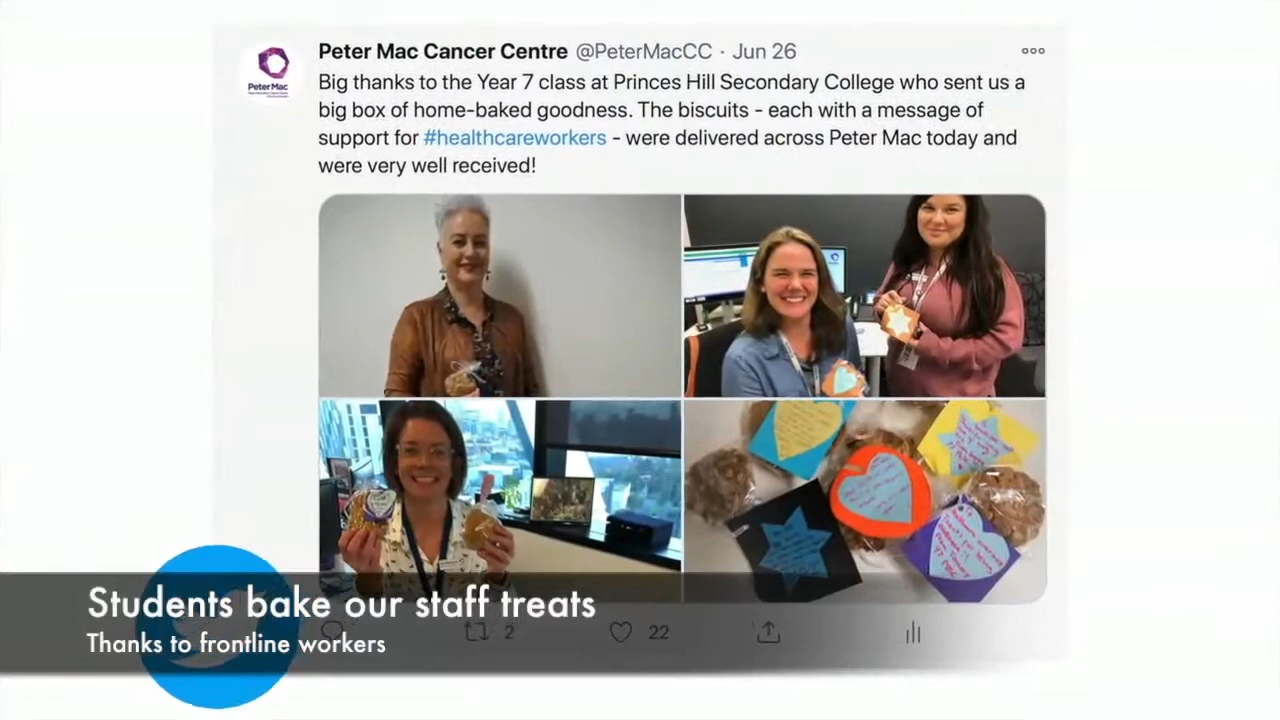 Peter Mac Cancer Centre @PeterMacCC · Jun 26
Peter Mac
Big thanks to the Year 7 class at Princes Hill Secondary College who sent us a
big box of home-baked goodness. The biscuits - each with a message of
support for #healthcareworkers - were delivered across Peter Mac today and
were very well received!
Students bake our staff treats
2
22
Thanks to frontline workers